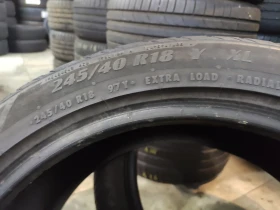 245/40 R18 Y XL
245/40 R18 97Y - EXTRA LOAD - RADIAL